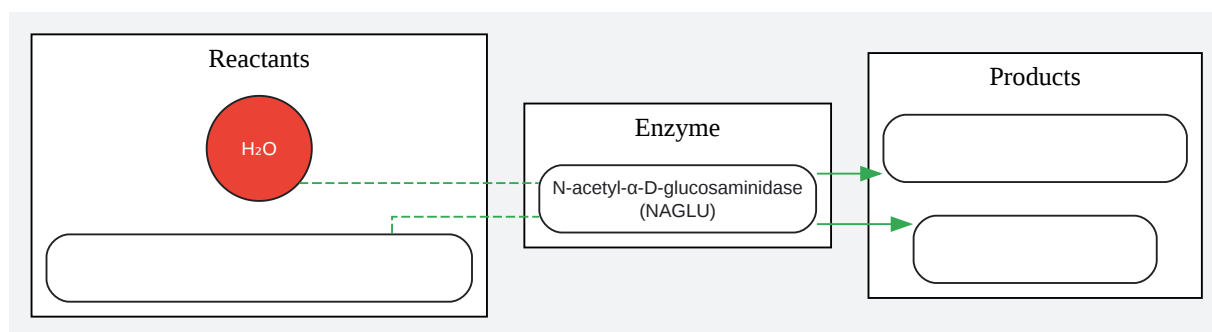 Reactants
H₂O
Enzyme
N-acetyl-α-D-glucosaminidase
(NAGLU)
Products